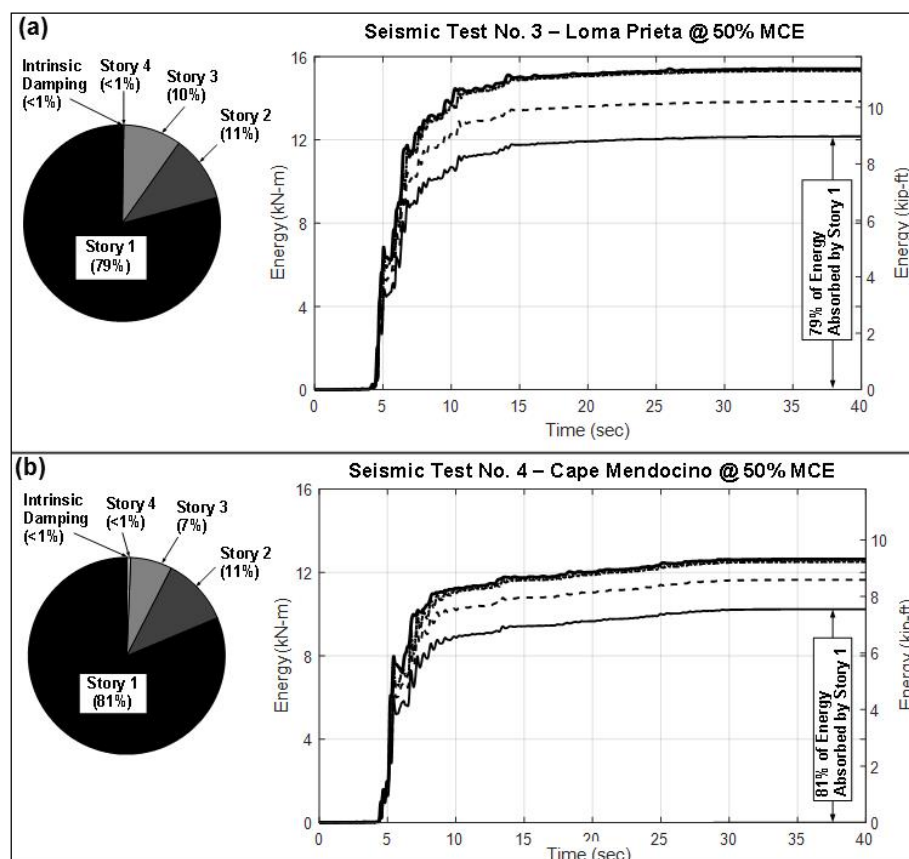 (a)
Seismic Test No. 3 – Loma Prieta @ 50% MCE
Intrinsic
Damping
(<1%)
Story 4
(<1%)
Story 3
(10%)
Story 2
(11%)
Story 1
(79%)
Energy (kN-m)
16
12
8
4
0
79% of Energy
Absorbed by Story 1
Energy (kip-ft)
10
8
6
4
2
0
0 5 10 15 20 25 30 35 40
Time (sec)
(b)
Seismic Test No. 4 – Cape Mendocino @ 50% MCE
Intrinsic
Damping
(<1%)
Story 4
(<1%)
Story 3
(7%)
Story 2
(11%)
Story 1
(81%)
Energy (kN-m)
16
12
8
4
0
81% of Energy
Absorbed by Story 1
Energy (kip-ft)
10
8
6
4
2
0
0 5 10 15 20 25 30 35 40
Time (sec)